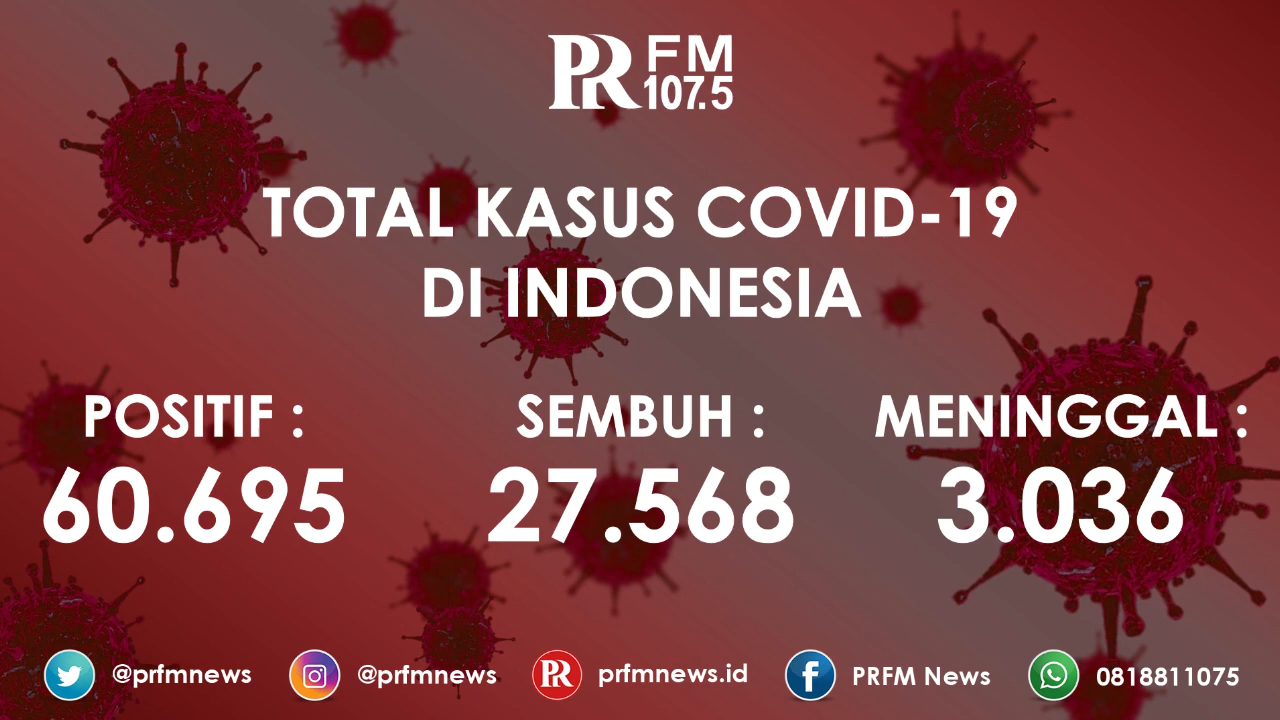 PR FM
107.5
TOTAL KASUS COVID-19
DI INDONESIA
POSITIF :
60.695
SEMBUH :
27.568
MENINGGAL :
3.036
@prfmnews
@prfmnews
PR prfmnews.id
PRFM News
0818811075